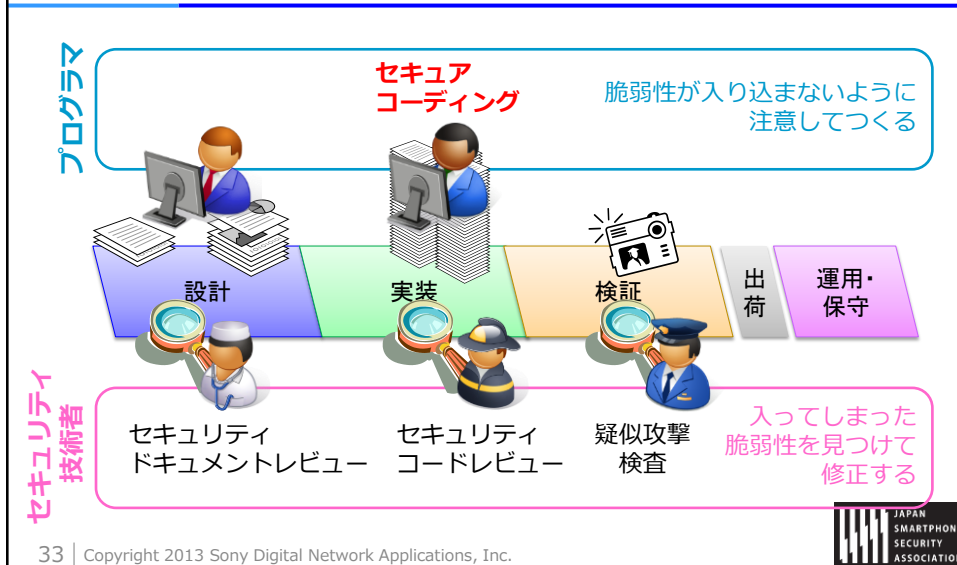 プログラマ
セキュア
コーディング
脆弱性が入り込まないように
注意してつくる
設計
実装
検証
出
荷
運用・
保守
セキュリティ
技術者
セキュリティ
ドキュメントレビュー
セキュリティ
コードレビュー
疑似攻撃
検査
入ってしまった
脆弱性を見つけて
修正する
33 | Copyright 2013 Sony Digital Network Applications, Inc.
JAPAN
SMARTPHON
SECURITY
ASSOCIATIO